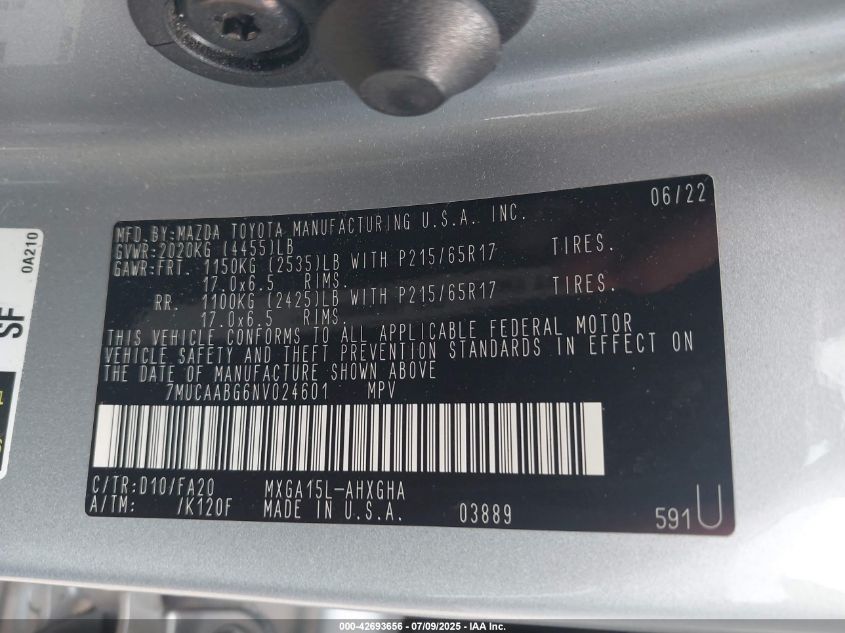 MFD.BY:MAZDA TOYOTA MANUFACTURING U.S.A. INC. 06/22
GVWR:2020KG (4455)LB
GAWR:FRT. 1150KG (2535)LB WITH P215/65R17 TIRES.
17.0x6.5 RIMS.
RR. 1100KG (2425)LB WITH P215/65R17 TIRES.
17.0x6.5 RIMS.
THIS VEHICLE CONFORMS TO ALL APPLICABLE FEDERAL MOTOR
VEHICLE SAFETY AND THEFT PREVENTION STANDARDS IN EFFECT ON
THE DATE OF MANUFACTURE SHOWN ABOVE
7MUCAABG6NV024601 MPV
C/TR:D10/FA20 MXGA15L-AHXGHA
A/TM: /K120F MADE IN U.S.A. 03889 591U
0A210
SF
000-42693656 - 07/09/2025 - IAA Inc.